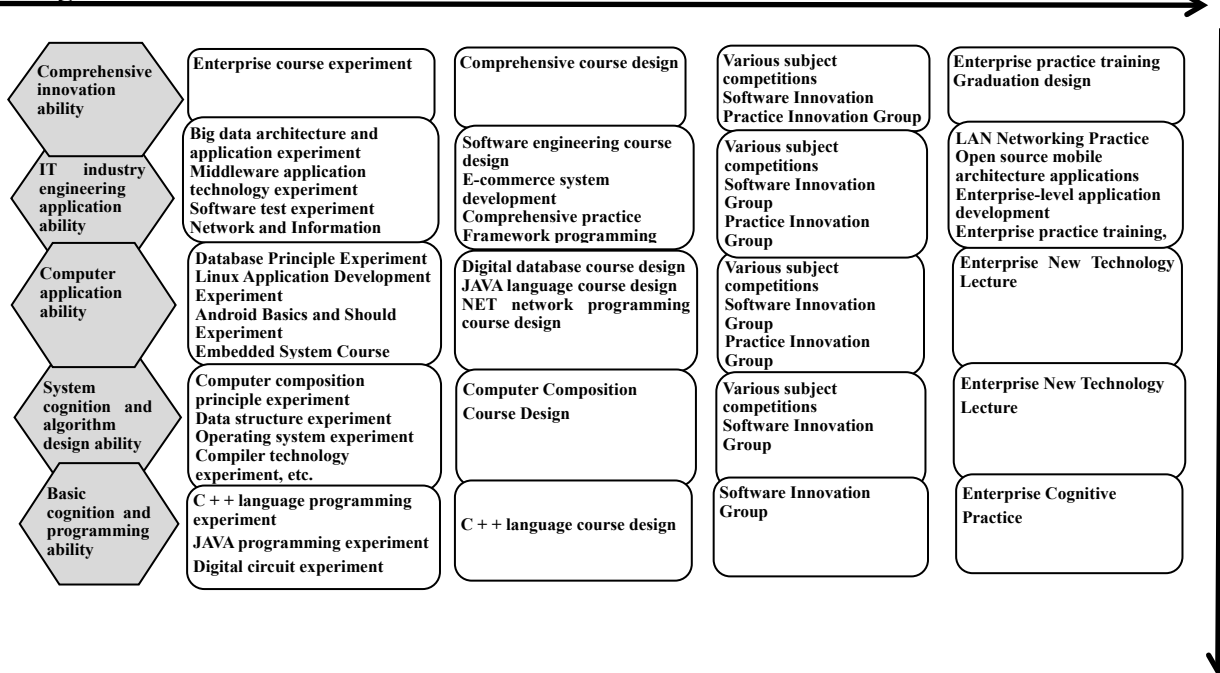 Comprehensive
innovation
ability
Enterprise course experiment
Comprehensive course design
Various subject
competitions
Software Innovation
Practice Innovation Group
Enterprise practice training
Graduation design
IT industry
engineering
application
ability
Big data architecture and
application experiment
Middleware application
technology experiment
Software test experiment
Network and Information
Software engineering course
design
E-commerce system
development
Comprehensive practice
Framework programming
Various subject
competitions
Software Innovation
Group
Practice Innovation
Group
LAN Networking Practice
Open source mobile
architecture applications
Enterprise-level application
development
Enterprise practice training,
Computer
application
ability
Database Principle Experiment
Linux Application Development
Experiment
Android Basics and Should
Experiment
Embedded System Course
Digital database course design
JAVA language course design
NET network programming
course design
Various subject
competitions
Software Innovation
Group
Practice Innovation
Group
Enterprise New Technology
Lecture
System
cognition and
algorithm
design ability
Computer composition
principle experiment
Data structure experiment
Operating system experiment
Compiler technology
experiment, etc.
Computer Composition
Course Design
Various subject
competitions
Software Innovation
Group
Enterprise New Technology
Lecture
Basic
cognition and
programming
ability
C + + language programming
experiment
JAVA programming experiment
Digital circuit experiment
C + + language course design
Software Innovation
Group
Enterprise Cognitive
Practice